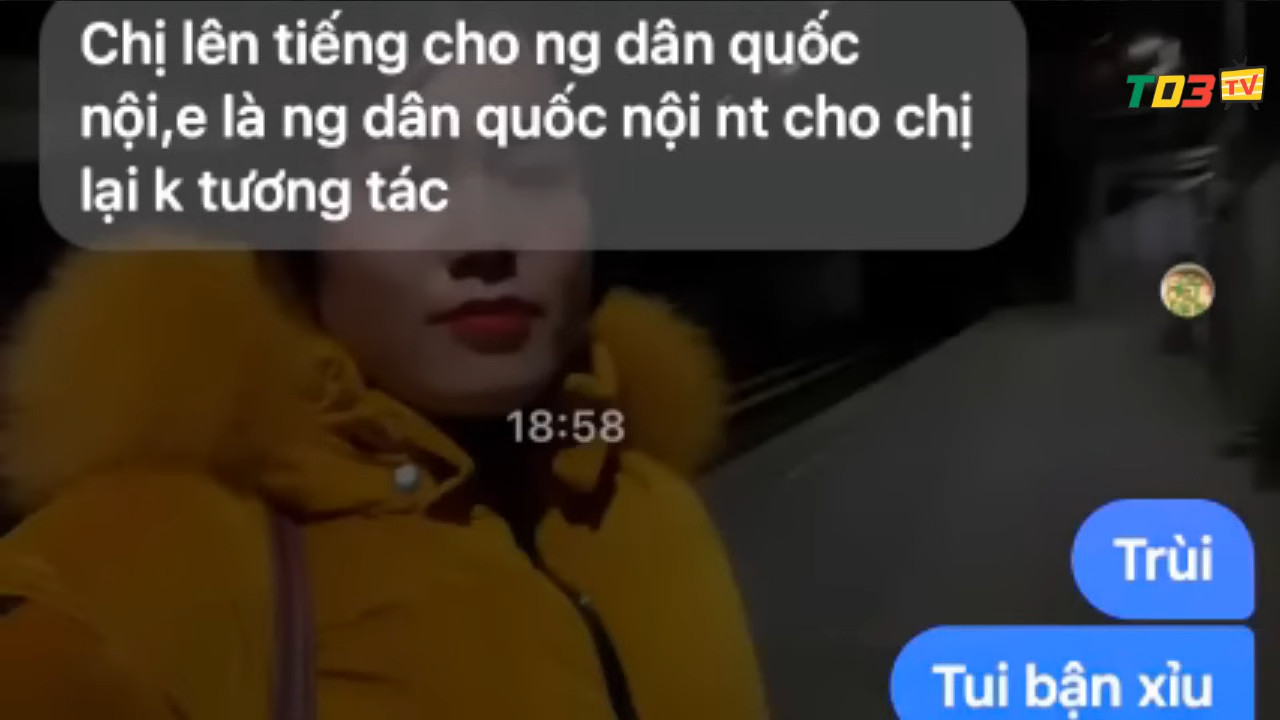 Chị lên tiếng cho ng dân quốc
nội,e là ng dân quốc nội nt cho chị
lại k tương tác
TD3 TV
18:58
Trùi
Tui bận xỉu